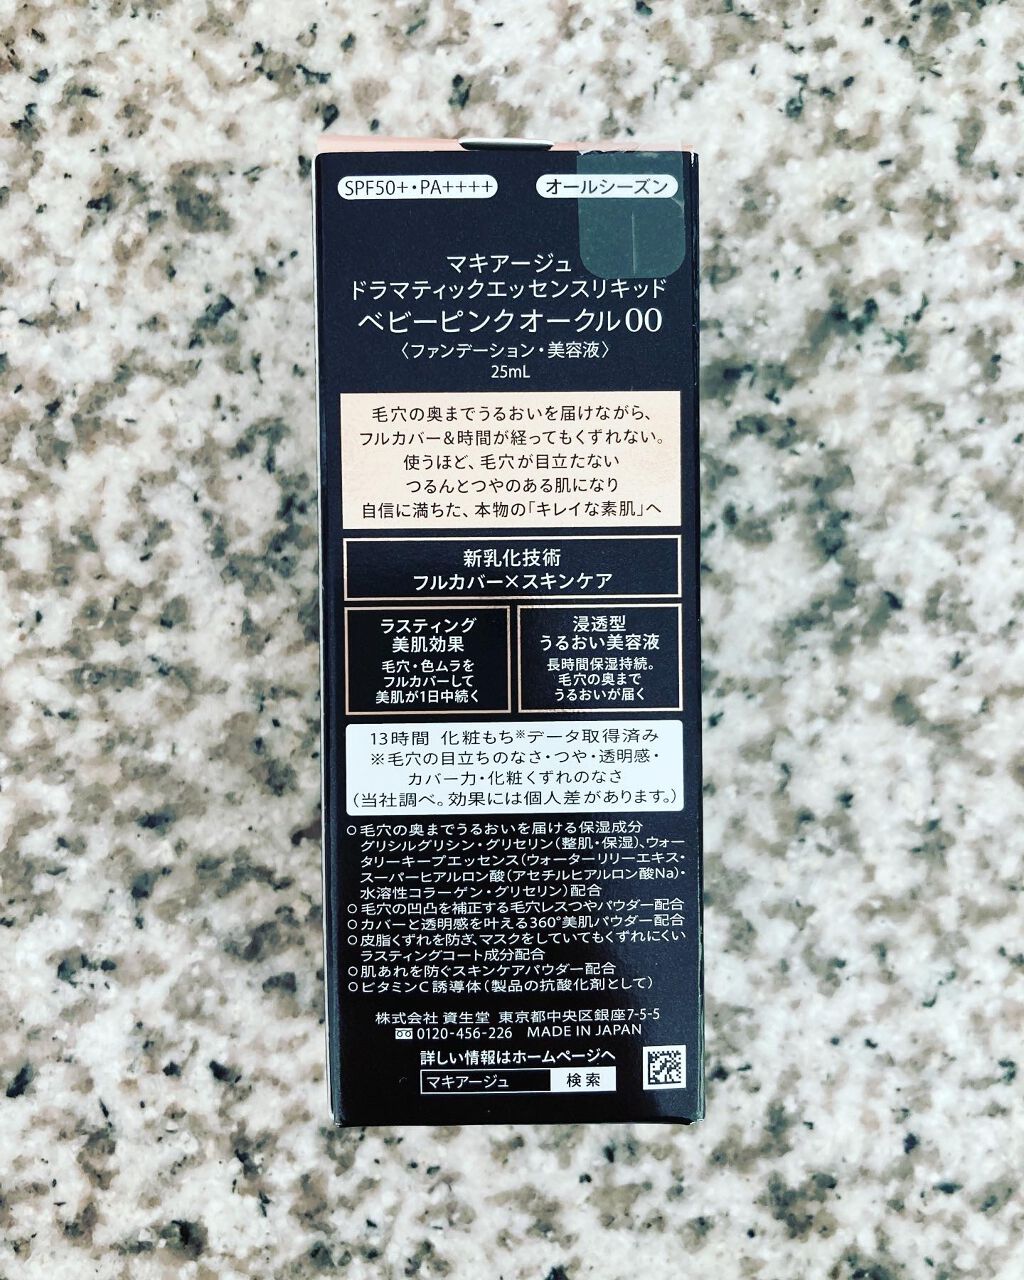 SPF50+・PA++++
オールシーズン
マキアージュ
ドラマティックエッセンスリキッド
ベビーピンクオークル00
〈ファンデーション・美容液〉
25mL
毛穴の奥までうるおいを届けながら、
フルカバー＆時間が経ってもくずれない。
使うほど、毛穴が目立たない
つるんとつやのある肌になり
自信に満ちた、本物の「キレイな素肌」へ
新乳化技術
フルカバー×スキンケア
ラスティング
美肌効果
毛穴・色ムラを
フルカバーして
美肌が1日中続く
浸透型
うるおい美容液
長時間保湿持続。
毛穴の奥まで
うるおいが届く
13時間 化粧もち※データ取得済み
※毛穴の目立ちのなさ・つや・透明感・
カバー力・化粧くずれのなさ
（当社調べ。効果には個人差があります。）
○毛穴の奥までうるおいを届ける保湿成分
グリシルグリシン・グリセリン（整肌・保湿）、ウォー
タリーキープエッセンス（ウォーターリリーエキス・
スーパーヒアルロン酸（アセチルヒアルロン酸Na）・
水溶性コラーゲン・グリセリン）配合
○毛穴の凹凸を補正する毛穴レスつやパウダー配合
○カバーと透明感を叶える360°美肌パウダー配合
○皮脂くずれを防ぎ、マスクをしていてもくずれにくい
ラスティングコート成分配合
○肌あれを防ぐスキンケアパウダー配合
○ビタミンC誘導体（製品の抗酸化剤として）
株式会社 資生堂 東京都中央区銀座7-5-5
0120-456-226 MADE IN JAPAN
詳しい情報はホームページへ
マキアージュ 検索